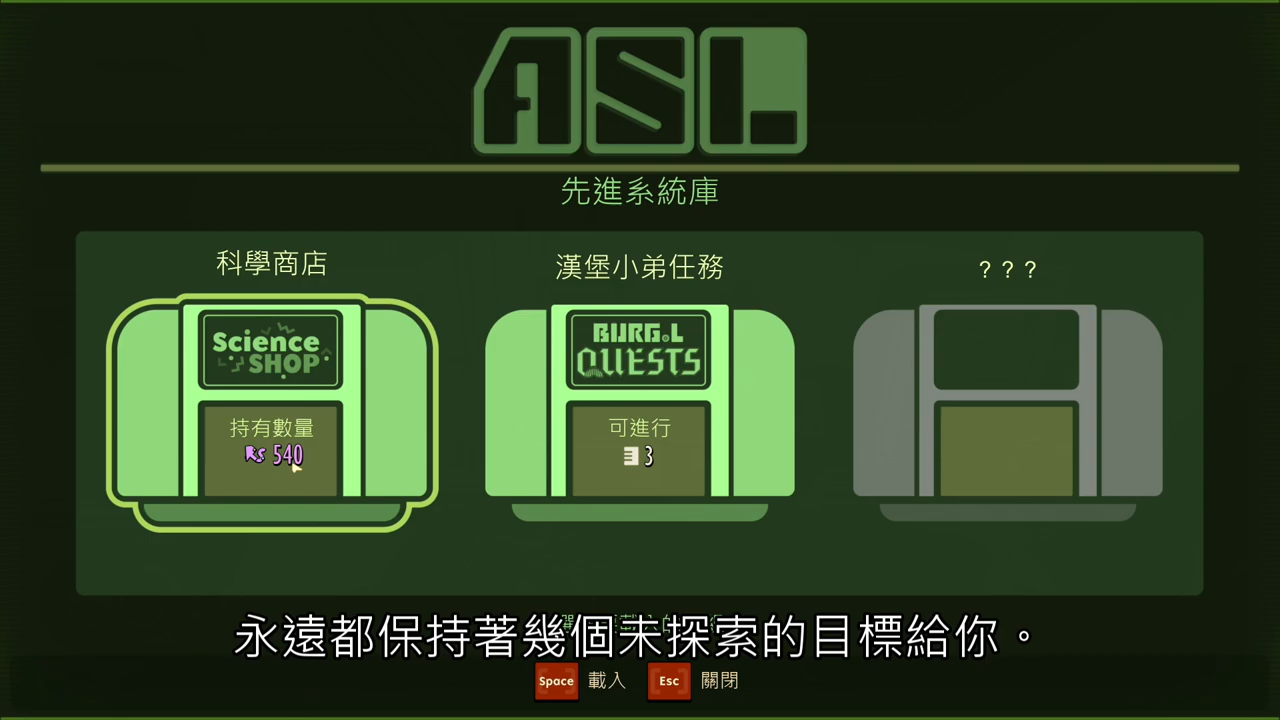 ASL
先進系統庫
科學商店
漢堡小弟任務
???
Science
SHOP
BURG.L
QUESTS
持有數量
540
可進行
3
永遠都保持著幾個未探索的目標給你。
Space 載入 Esc 關閉